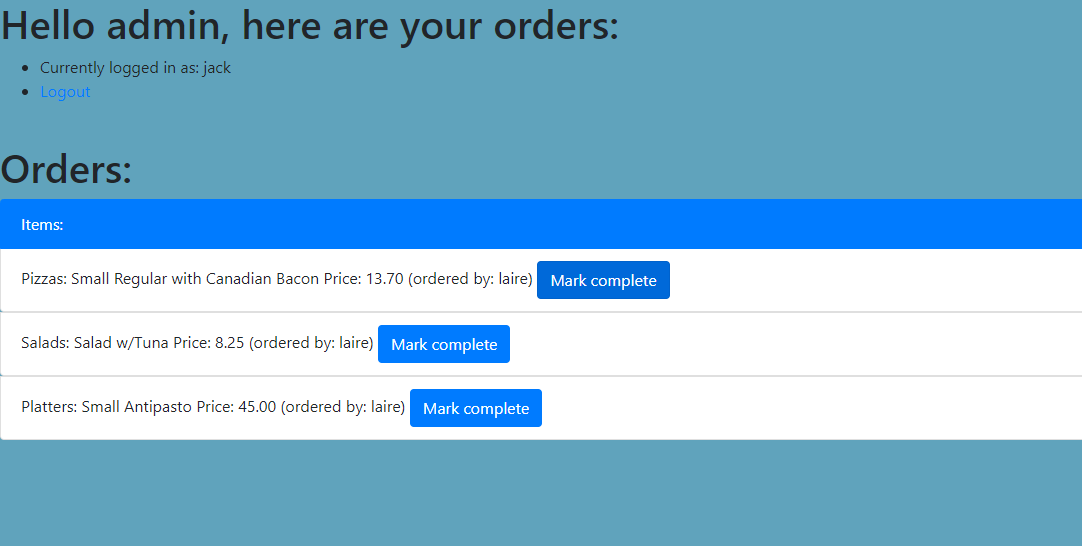 Hello admin, here are your orders:
Currently logged in as: jack
Logout
Orders:
Items:
Pizzas: Small Regular with Canadian Bacon Price: 13.70 (ordered by: laire) Mark complete
Salads: Salad w/Tuna Price: 8.25 (ordered by: laire) Mark complete
Platters: Small Antipasto Price: 45.00 (ordered by: laire) Mark complete